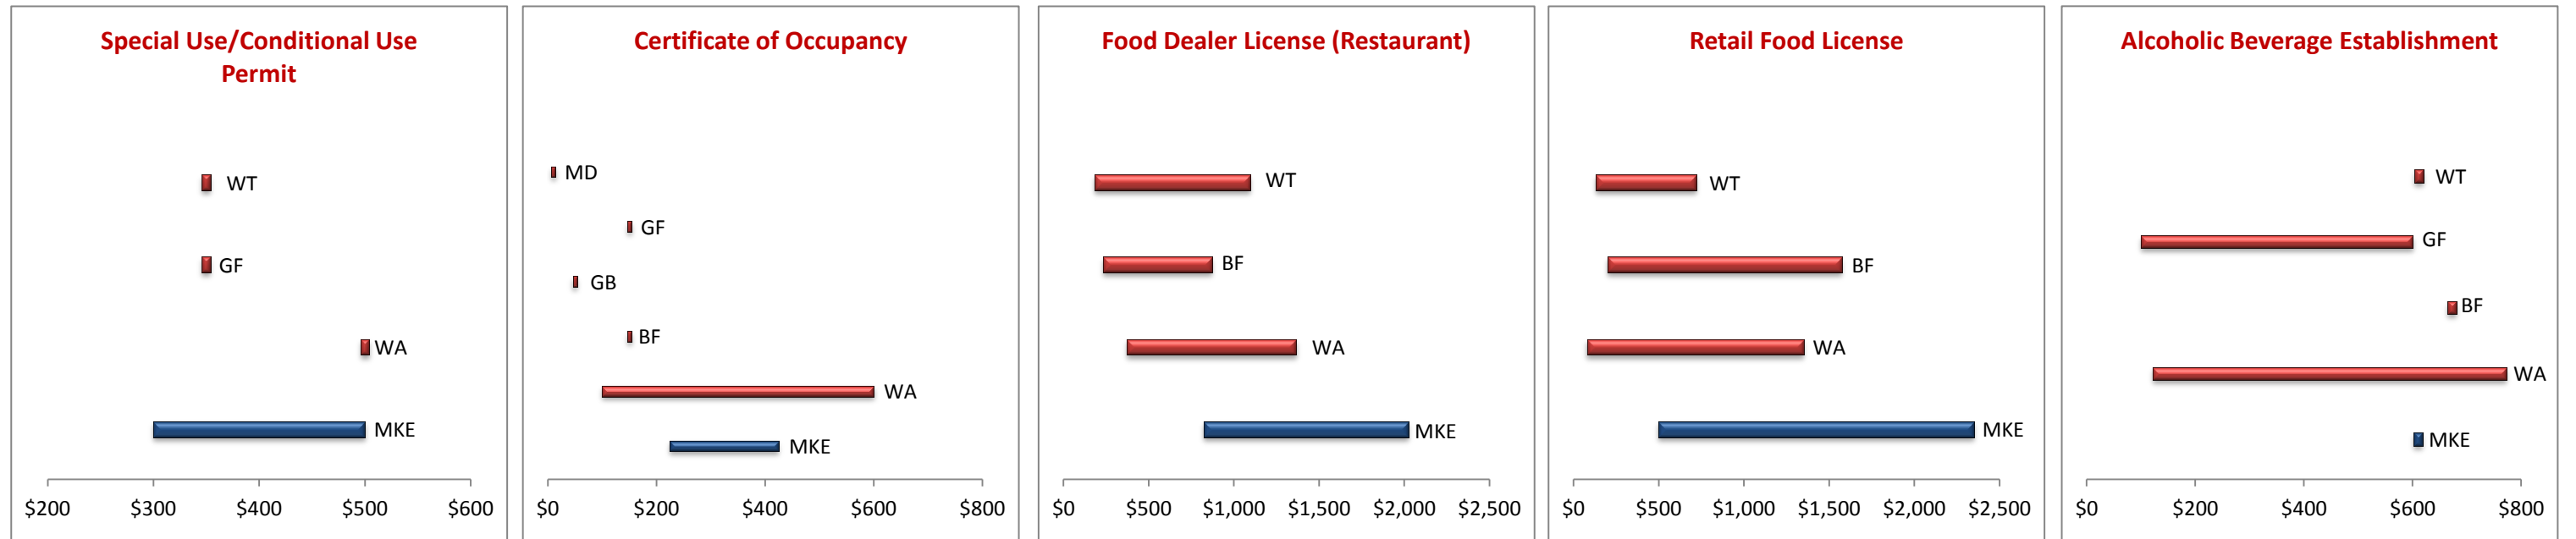 Special Use/Conditional Use
Permit
WT
GF
WA
MKE
$200 $300 $400 $500 $600
Certificate of Occupancy
MD
GF
GB
BF
WA
MKE
$0 $200 $400 $600 $800
Food Dealer License (Restaurant)
WT
BF
WA
MKE
$0 $500 $1,000 $1,500 $2,000 $2,500
Retail Food License
WT
BF
WA
MKE
$0 $500 $1,000 $1,500 $2,000 $2,500
Alcoholic Beverage Establishment
WT
GF
BF
WA
MKE
$0 $200 $400 $600 $800